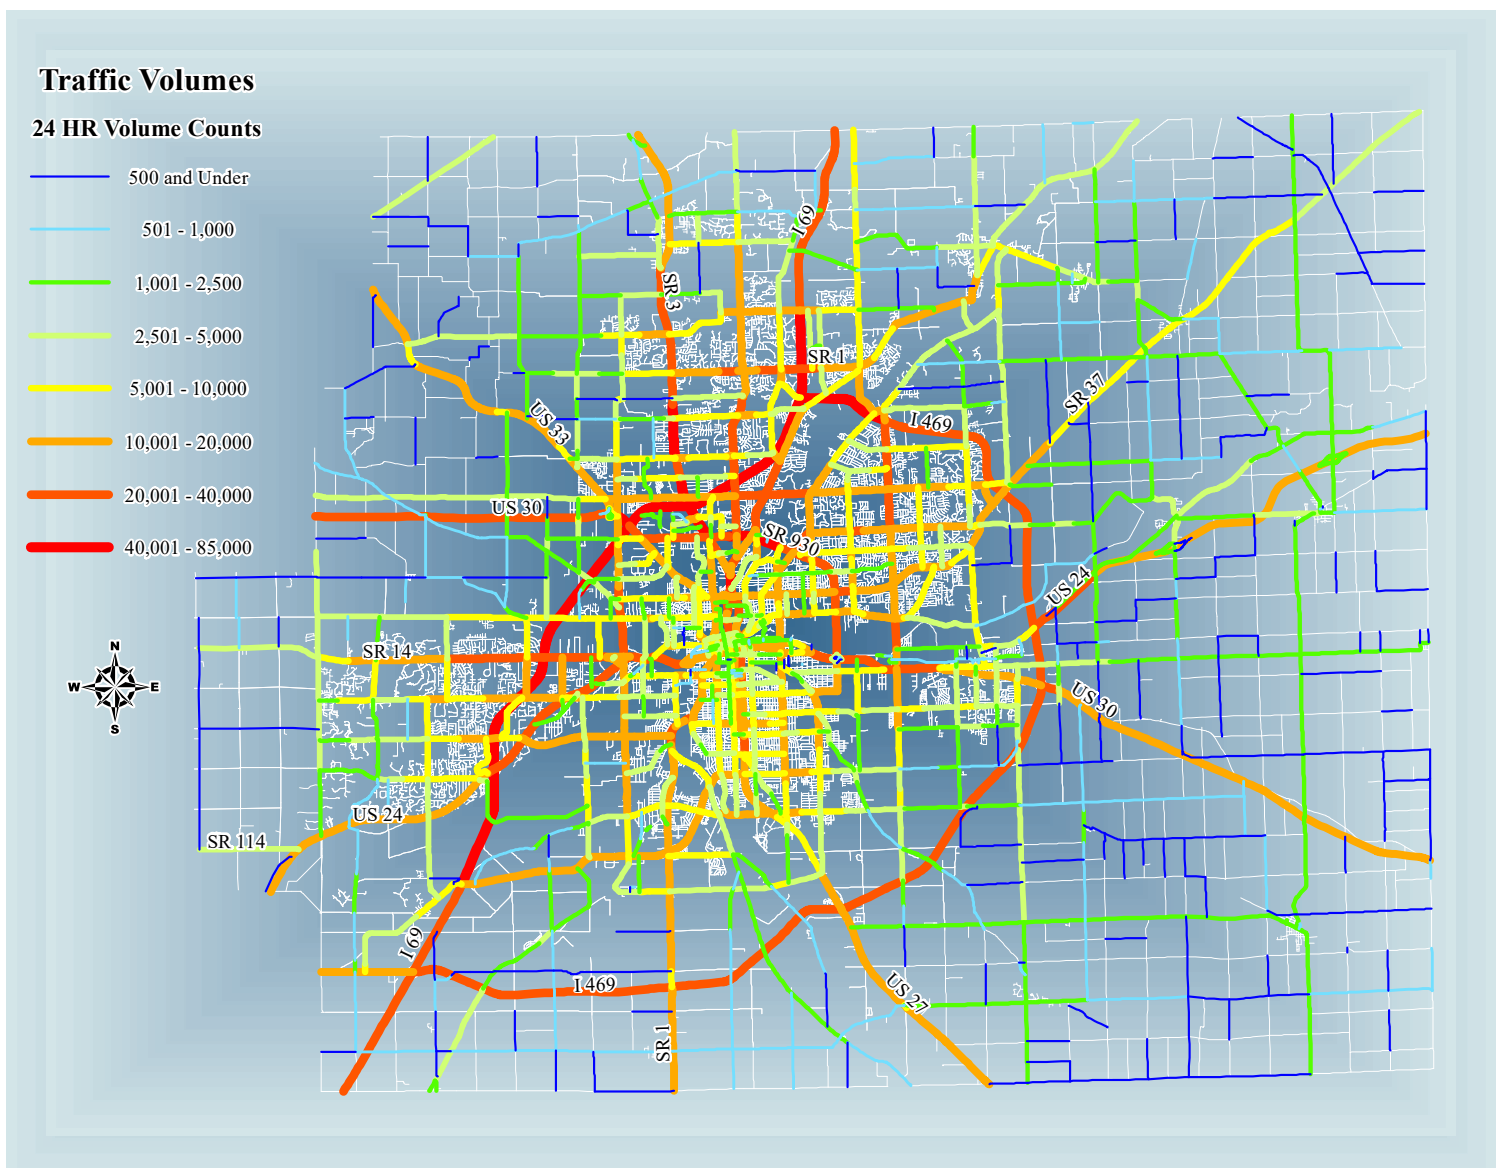 Traffic Volumes
24 HR Volume Counts
500 and Under
501 - 1,000
1,001 - 2,500
2,501 - 5,000
5,001 - 10,000
10,001 - 20,000
20,001 - 40,000
40,001 - 85,000
I 69
SR 3
SR 1
SR 37
US 33
I 469
US 30
SR 930
US 24
N
W E
S
SR 14
US 30
US 24
SR 114
I 69
I 469
US 27
SR 1